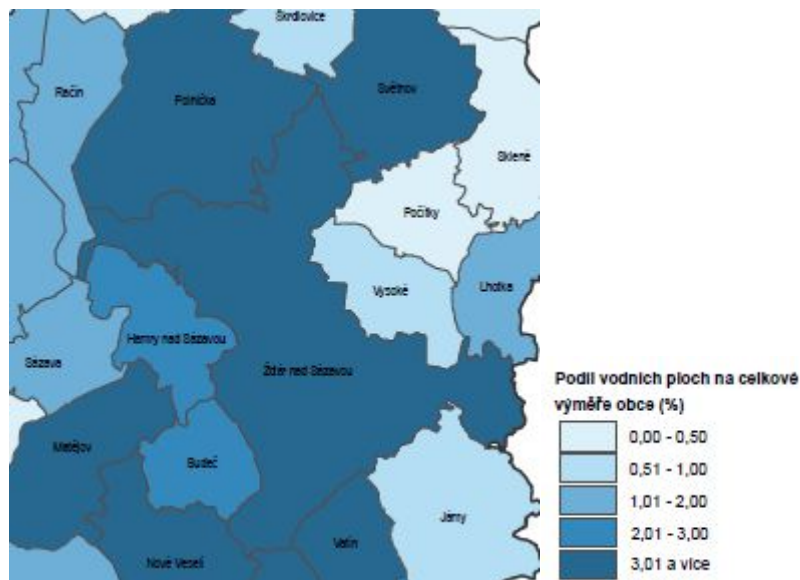 Škrdlovice
Račín
Polnička
Světnov
Sklené
Počítky
Vysoké
Lhotka
Hamry nad Sázavou
Sázava
Žďár nad Sázavou
Matějov
Budeč
Jámy
Vatín
Nové Veselí
Podíl vodních ploch na celkové
výměře obce (%)
0,00 - 0,50
0,51 - 1,00
1,01 - 2,00
2,01 - 3,00
3,01 a více